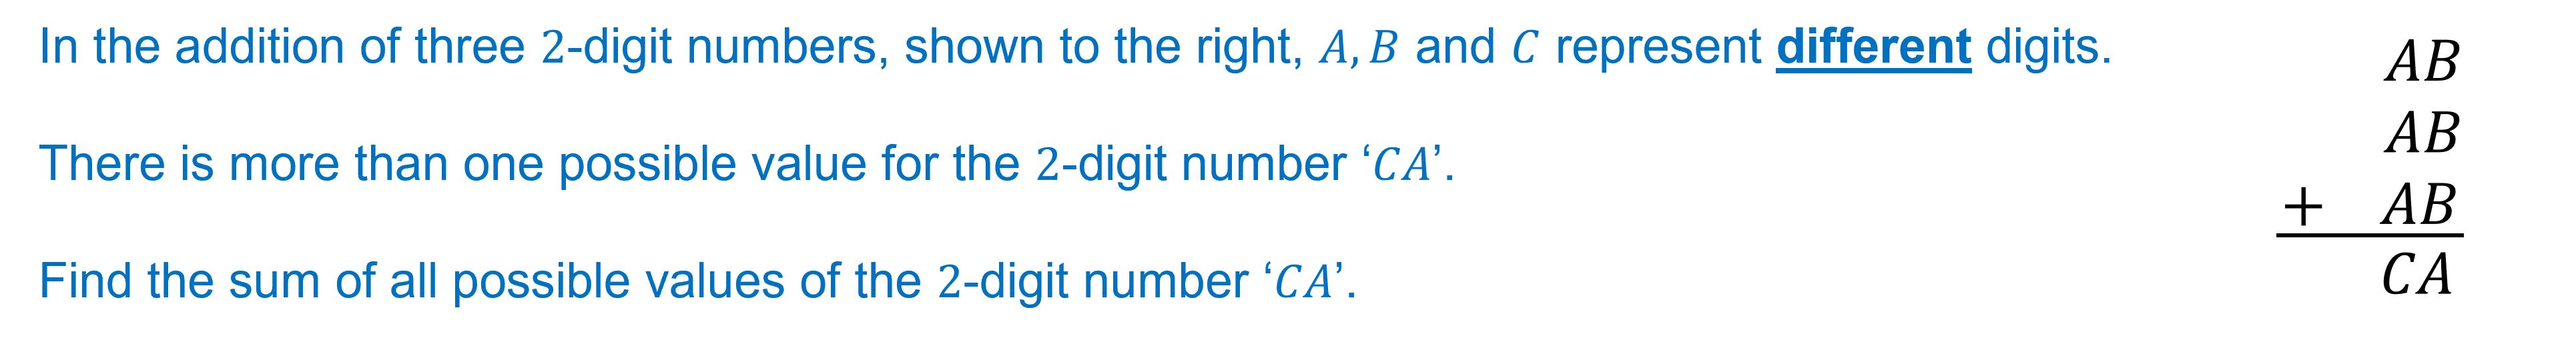 In the addition of three 2-digit numbers, shown to the right, A, B and C represent different digits.
There is more than one possible value for the 2-digit number ‘CA’.
Find the sum of all possible values of the 2-digit number ‘CA’.
AB
AB
+ AB
CA